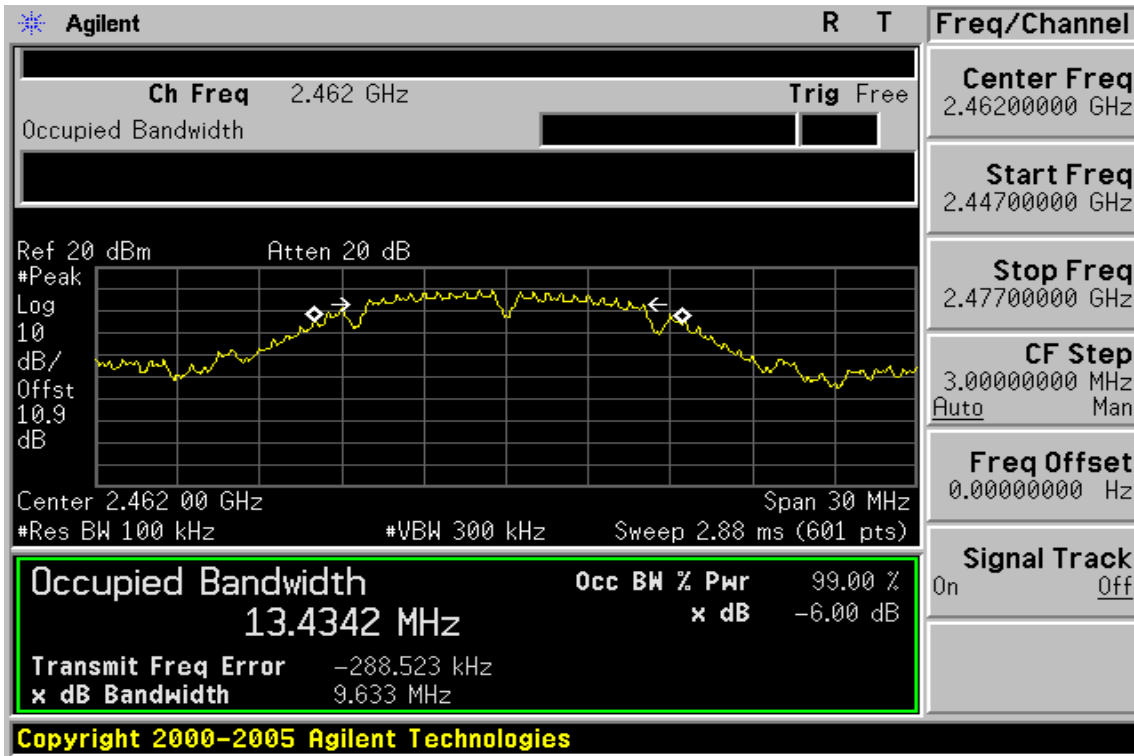 Agilent R T
Ch Freq 2.462 GHz Trig Free
Occupied Bandwidth
Ref 20 dBm Atten 20 dB
#Peak
Log
10
dB/
Offst
10.9
dB
Center 2.462 00 GHz Span 30 MHz
#Res BW 100 kHz #VBW 300 kHz Sweep 2.88 ms (601 pts)
Occupied Bandwidth
13.4342 MHz
Occ BW % Pwr 99.00 %
x dB -6.00 dB
Transmit Freq Error -288.523 kHz
x dB Bandwidth 9.633 MHz
Copyright 2000-2005 Agilent Technologies
Freq/Channel
Center Freq
2.46200000 GHz
Start Freq
2.44700000 GHz
Stop Freq
2.47700000 GHz
CF Step
3.00000000 MHz
Auto Man
Freq Offset
0.00000000 Hz
Signal Track
On Off